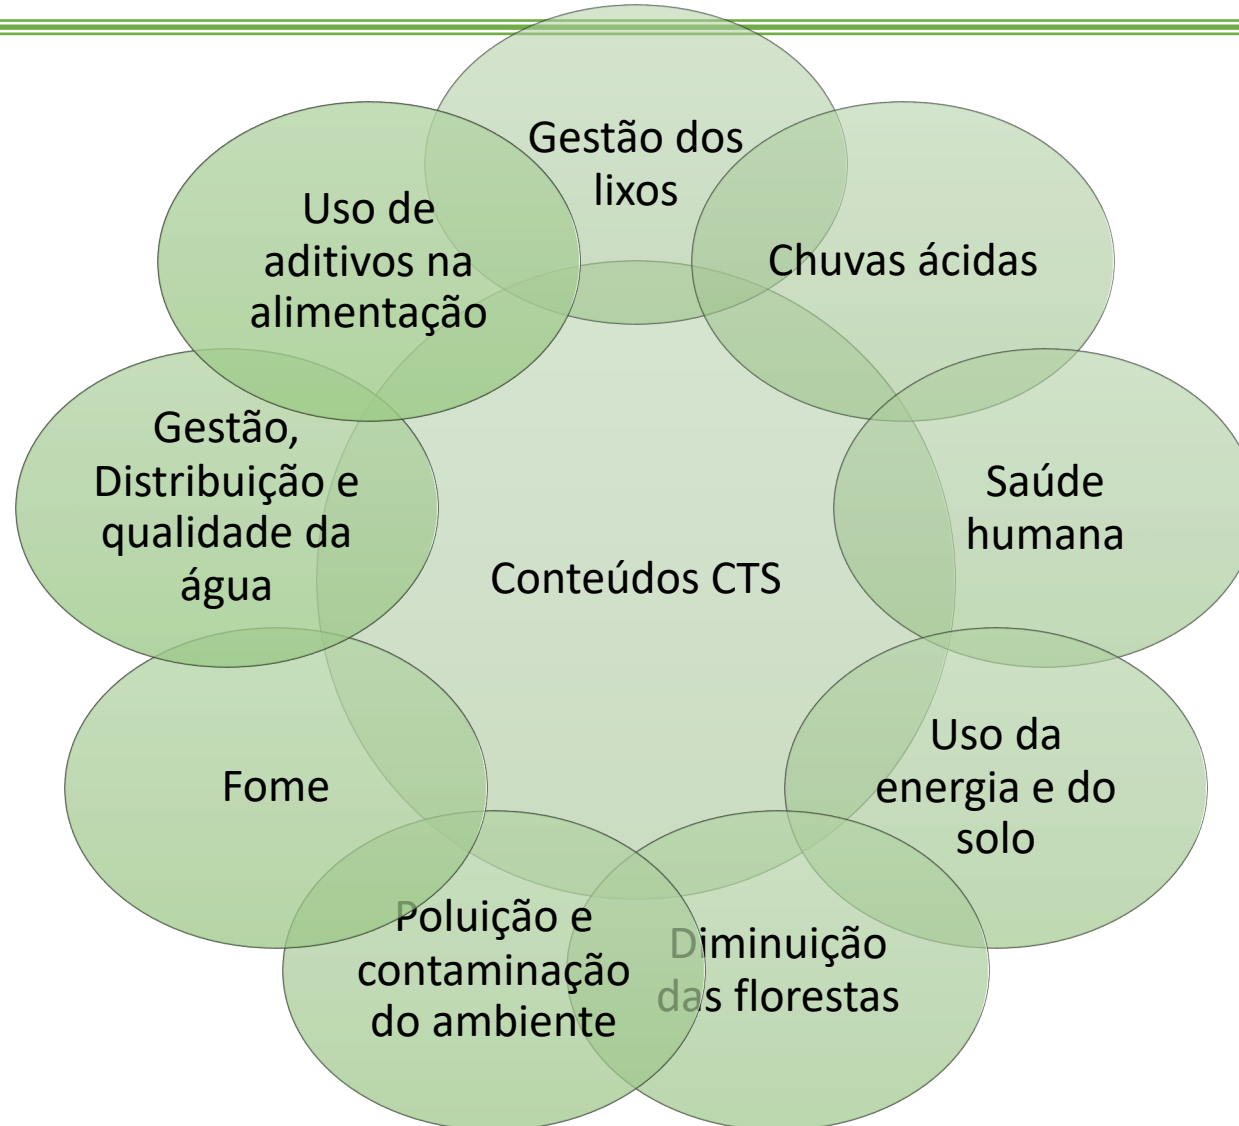 Gestão dos
lixos
Chuvas ácidas
Saúde
humana
Uso da
energia e do
solo
Diminuição
das florestas
Poluição e
contaminação
do ambiente
Fome
Gestão,
Distribuição e
qualidade da
água
Uso de
aditivos na
alimentação
Conteúdos CTS